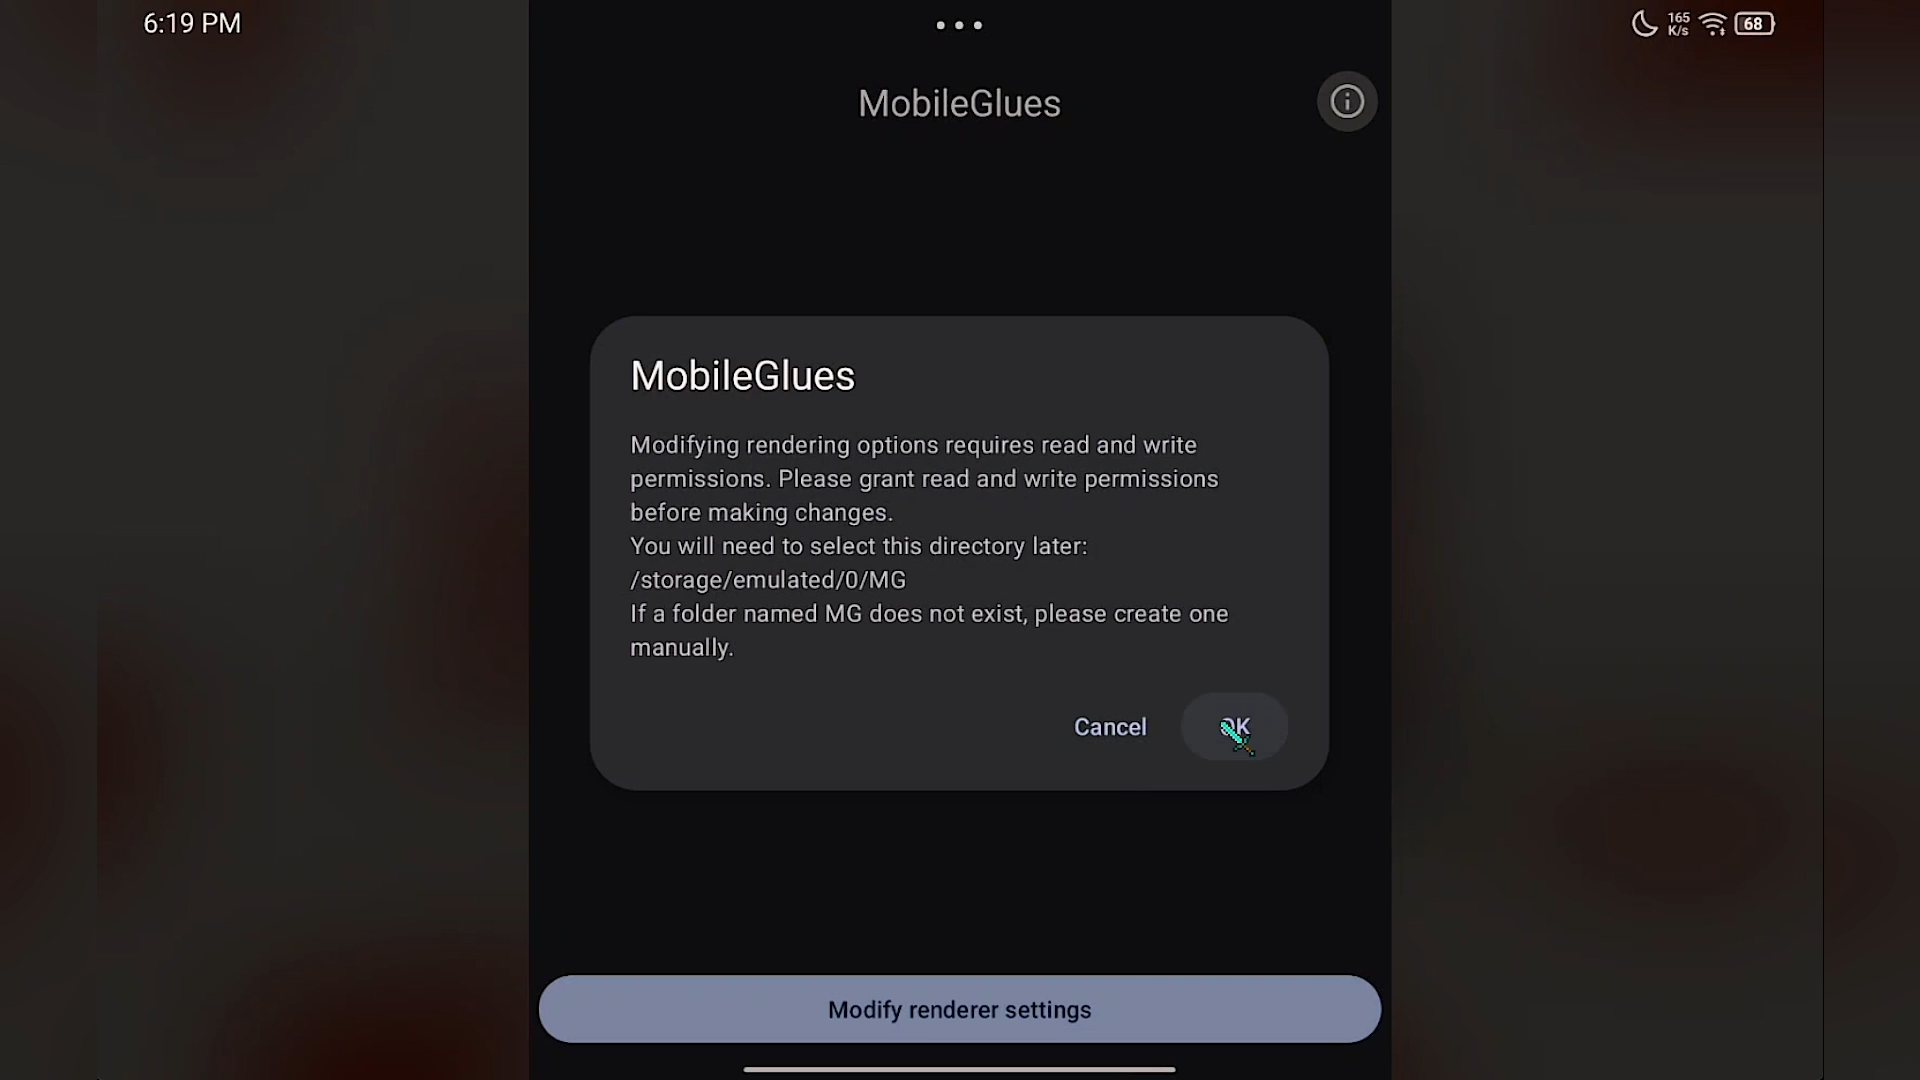 6:19 PM
165
K/s
68
MobileGlues
MobileGlues
Modifying rendering options requires read and write
permissions. Please grant read and write permissions
before making changes.
You will need to select this directory later:
/storage/emulated/0/MG
If a folder named MG does not exist, please create one
manually.
Cancel
OK
Modify renderer settings